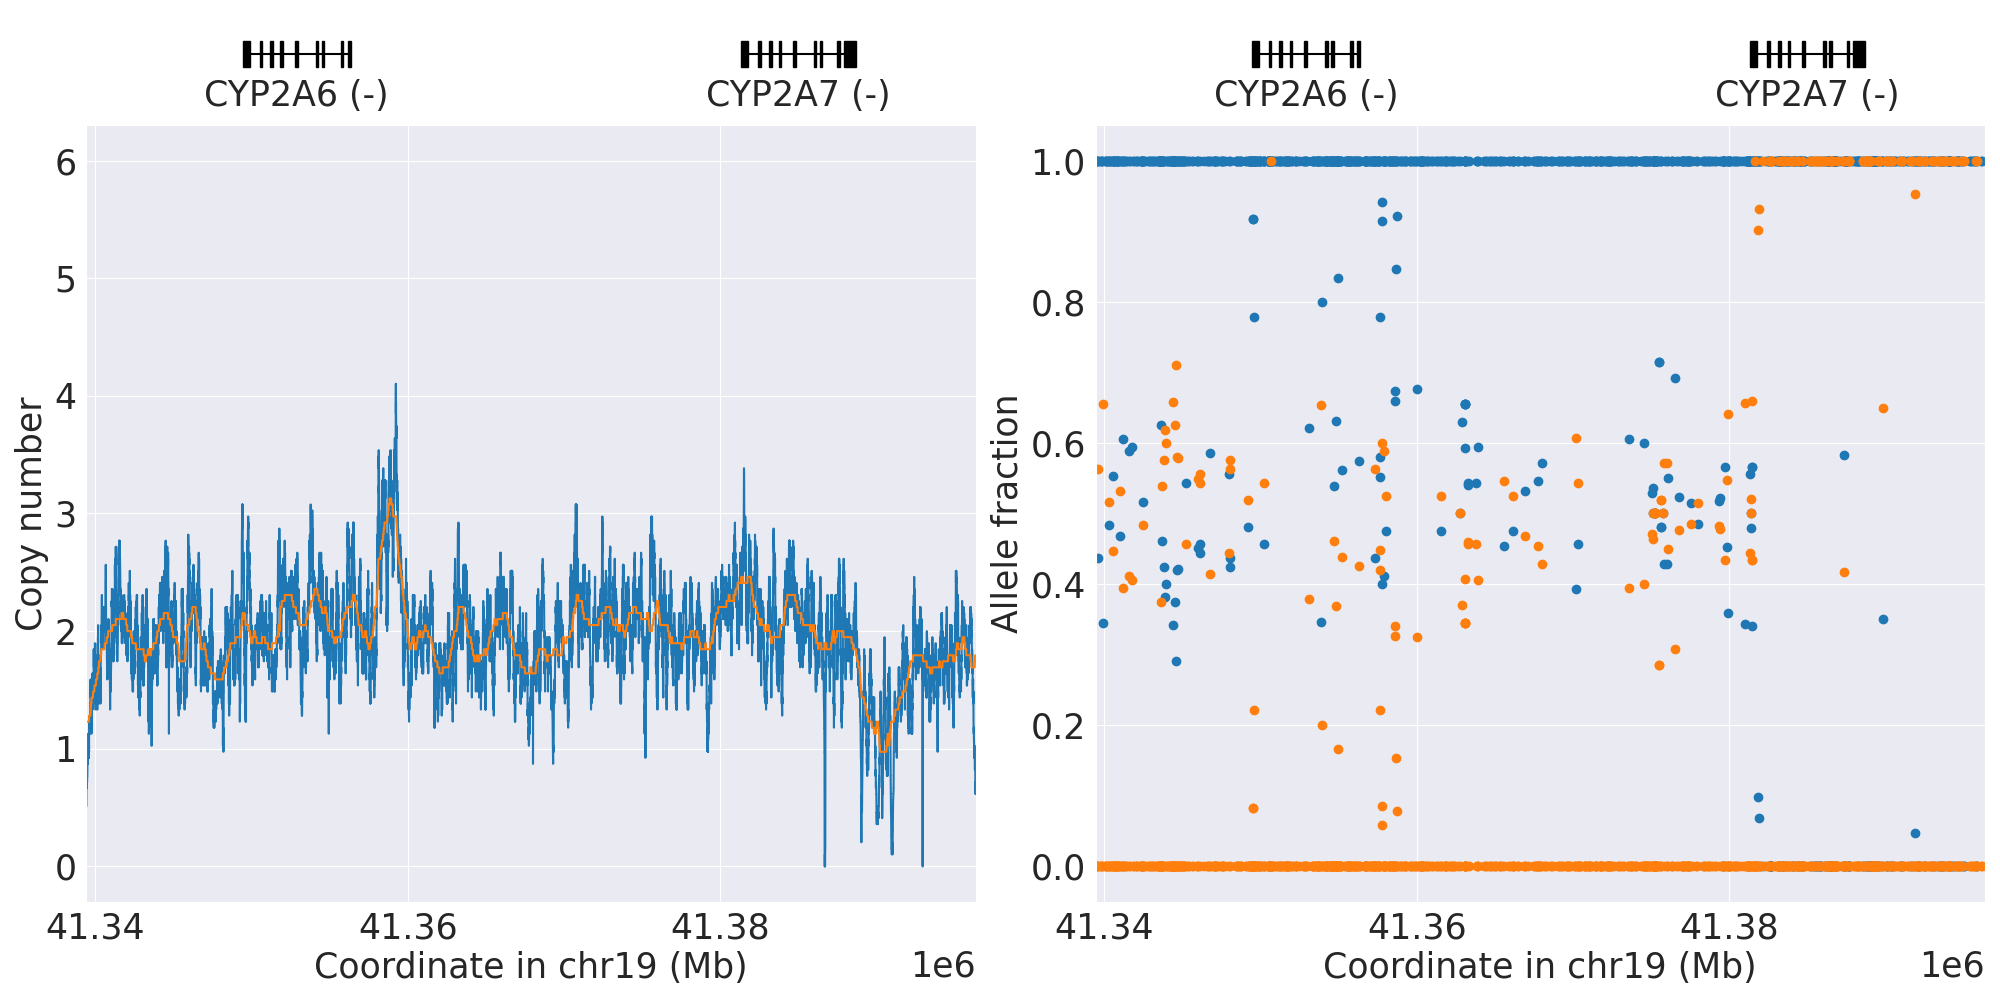 CYP2A6 (-) CYP2A7 (-) CYP2A6 (-) CYP2A7 (-)
6 1.0
5 0.8
4 0.6
3 0.4
2 0.2
1 0.0
0
Copy number
Allele fraction
41.34 41.36 41.38 41.34 41.36 41.38
Coordinate in chr19 (Mb) 1e6 Coordinate in chr19 (Mb) 1e6